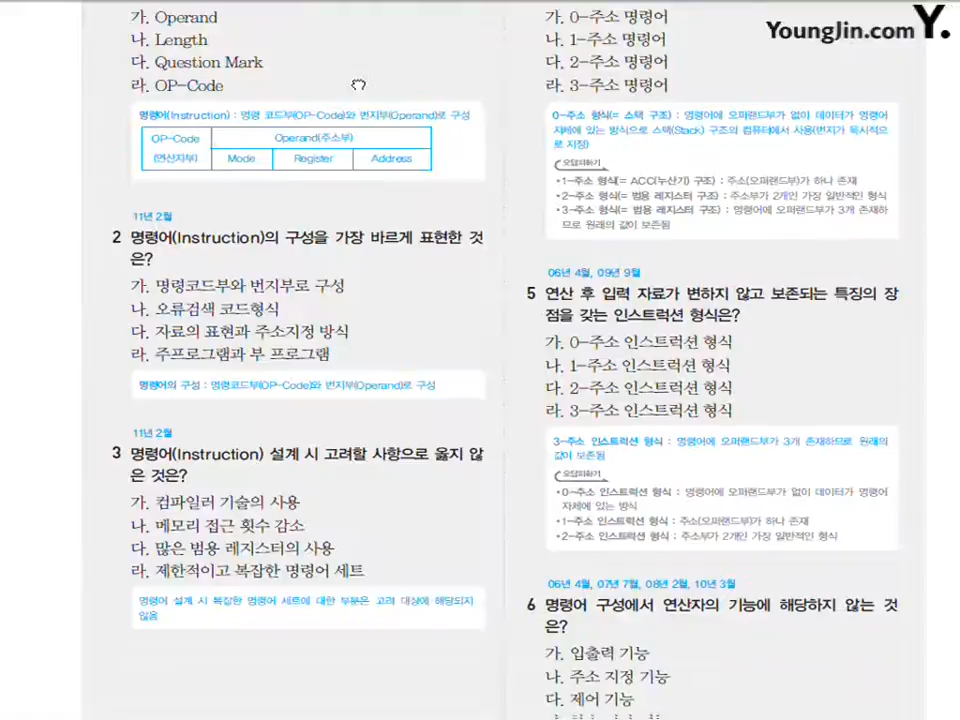 YoungJin.com Y.
가. Operand
나. Length
다. Question Mark
라. OP-Code
명령어(Instruction) : 명령 코드부(OP-Code)와 번지부(Operand)로 구성
OP-Code
(연산자부)
Operand(주소부)
Mode
Register
Address
11년 2월
2 명령어(Instruction)의 구성을 가장 바르게 표현한 것
은?
가. 명령코드부와 번지부로 구성
나. 오류검색 코드형식
다. 자료의 표현과 주소지정 방식
라. 주프로그램과 부 프로그램
명령어의 구성 : 명령코드부(OP-Code)와 번지부(Operand)로 구성
11년 2월
3 명령어(Instruction) 설계 시 고려할 사항으로 옳지 않
은 것은?
가. 컴파일러 기술의 사용
나. 메모리 접근 횟수 감소
다. 많은 범용 레지스터의 사용
라. 제한적이고 복잡한 명령어 세트
명령어 설계 시 복잡한 명령어 세트에 대한 부분은 고려 대상에 해당되지
않음
가. 0-주소 명령어
나. 1-주소 명령어
다. 2-주소 명령어
라. 3-주소 명령어
0-주소 형식(= 스택 구조) : 명령어에 오퍼랜드부가 없이 데이터가 명령어
자체에 있는 방식으로 스택(Stack) 구조의 컴퓨터에서 사용(번지가 묵시적으
로 지정)
오답피하기
•1-주소 형식(= ACC(누산기) 구조) : 주소(오퍼랜드부)가 하나 존재
•2-주소 형식(= 범용 레지스터 구조) : 주소부가 2개인 가장 일반적인 형식
•3-주소 형식(= 범용 레지스터 구조) : 명령어에 오퍼랜드부가 3개 존재하
므로 원래의 값이 보존됨
06년 4월, 09년 9월
5 연산 후 입력 자료가 변하지 않고 보존되는 특징의 장
점을 갖는 인스트럭션 형식은?
가. 0-주소 인스트럭션 형식
나. 1-주소 인스트럭션 형식
다. 2-주소 인스트럭션 형식
라. 3-주소 인스트럭션 형식
3-주소 인스트럭션 형식 : 명령어에 오퍼랜드부가 3개 존재하므로 원래의
값이 보존됨
오답피하기
•0-주소 인스트럭션 형식 : 명령어에 오퍼랜드부가 없이 데이터가 명령어
자체에 있는 방식
•1-주소 인스트럭션 형식 : 주소(오퍼랜드부)가 하나 존재
•2-주소 인스트럭션 형식 : 주소부가 2개인 가장 일반적인 형식
06년 4월, 07년 7월, 08년 2월, 10년 3월
6 명령어 구성에서 연산자의 기능에 해당하지 않는 것
은?
가. 입출력 기능
나. 주소 지정 기능
다. 제어 기능